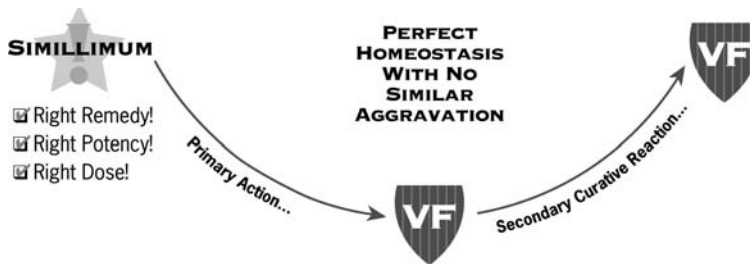 SIMILLIMUM
Right Remedy!
Right Potency!
Right Dose!
Primary Action...
PERFECT
HOMEOSTASIS
WITH NO
SIMILAR
AGGRAVATION
VF
Secondary Curative Reaction...
VF